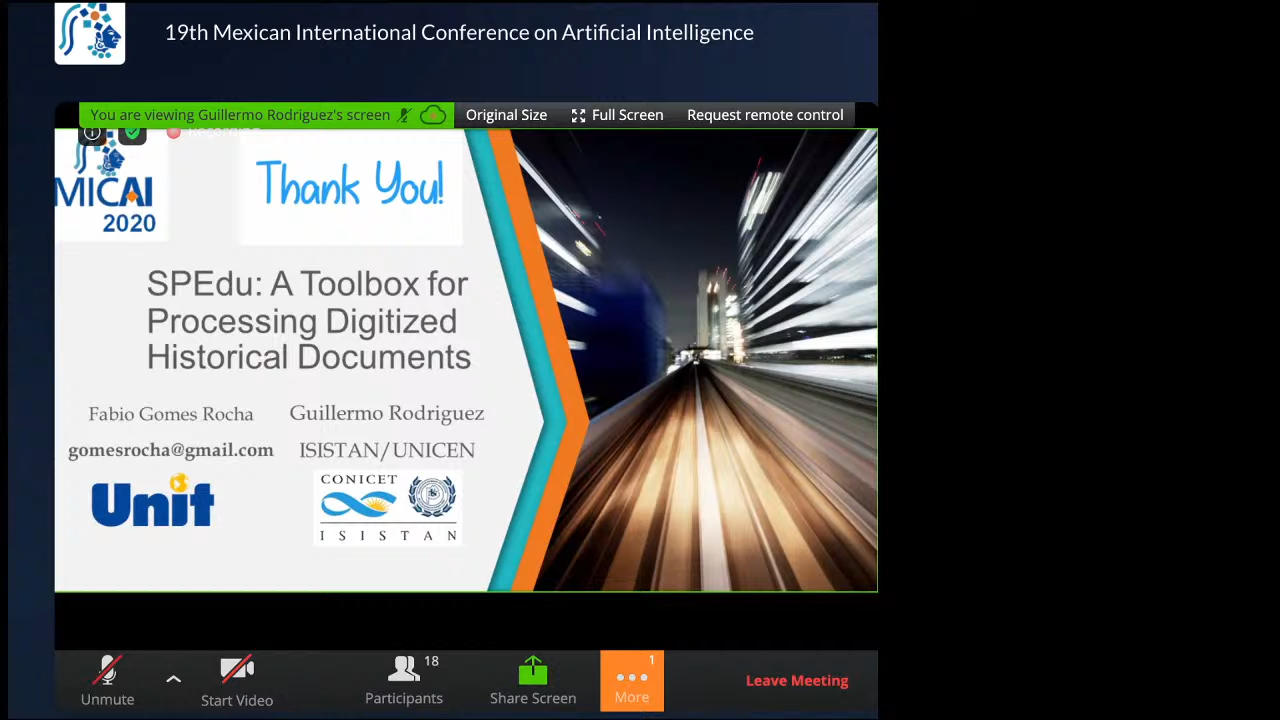 19th Mexican International Conference on Artificial Intelligence
You are viewing Guillermo Rodriguez's screen
Original Size
Full Screen
Request remote control
Recording
MICAI
2020
Thank You!
SPEdu: A Toolbox for
Processing Digitized
Historical Documents
Fabio Gomes Rocha
gomesrocha@gmail.com
Unit
Guillermo Rodriguez
ISISTAN/UNICEN
CONICET
ISISTAN
Unmute
Start Video
Participants
18
Share Screen
1
More
Leave Meeting